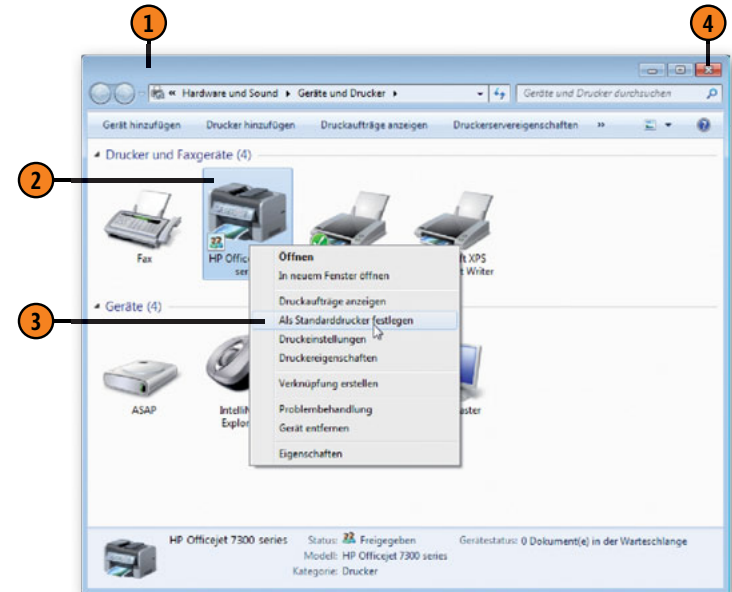 1
4
« Hardware und Sound ▸ Geräte und Drucker ▸
Geräte und Drucker durchsuchen
Gerät hinzufügen Drucker hinzufügen Druckaufträge anzeigen Druckerservereigenschaften »
Drucker und Faxgeräte (4)
2
Fax
HP Offic
ser
ft XPS
t Writer
Öffnen
In neuem Fenster öffnen
Druckaufträge anzeigen
3
Als Standarddrucker festlegen
Druckeinstellungen
Druckereigenschaften
Verknüpfung erstellen
Problembehandlung
Gerät entfernen
Eigenschaften
Geräte (4)
ASAP
Intelli
Explor
aster
HP Officejet 7300 series Status: Freigegeben Gerätestatus: 0 Dokument(e) in der Warteschlange
Modell: HP Officejet 7300 series
Kategorie: Drucker